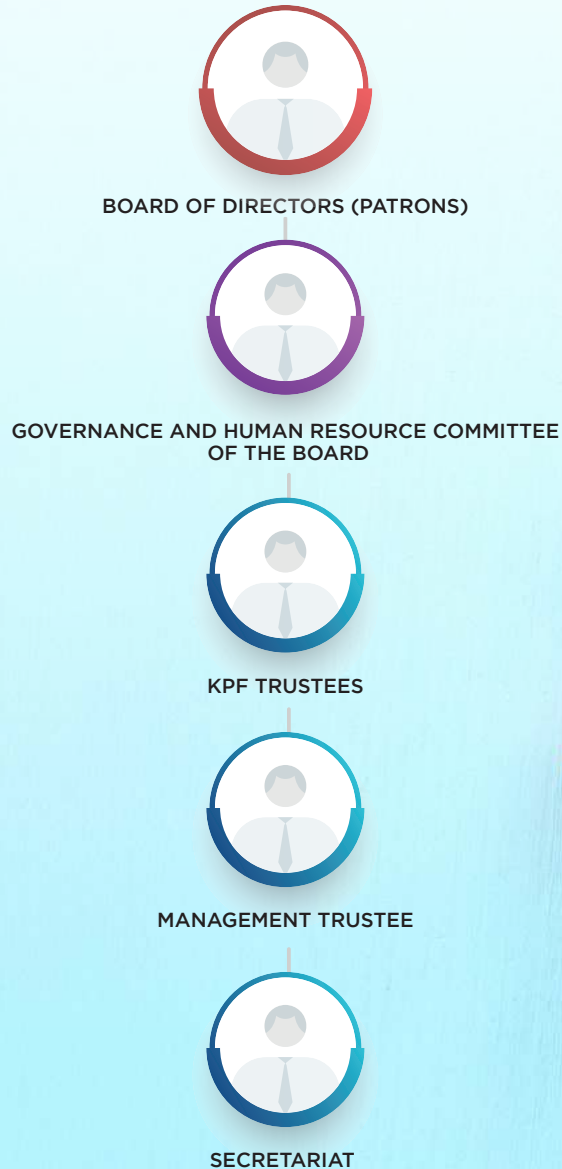 BOARD OF DIRECTORS (PATRONS)
GOVERNANCE AND HUMAN RESOURCE COMMITTEE
OF THE BOARD
KPF TRUSTEES
MANAGEMENT TRUSTEE
SECRETARIAT